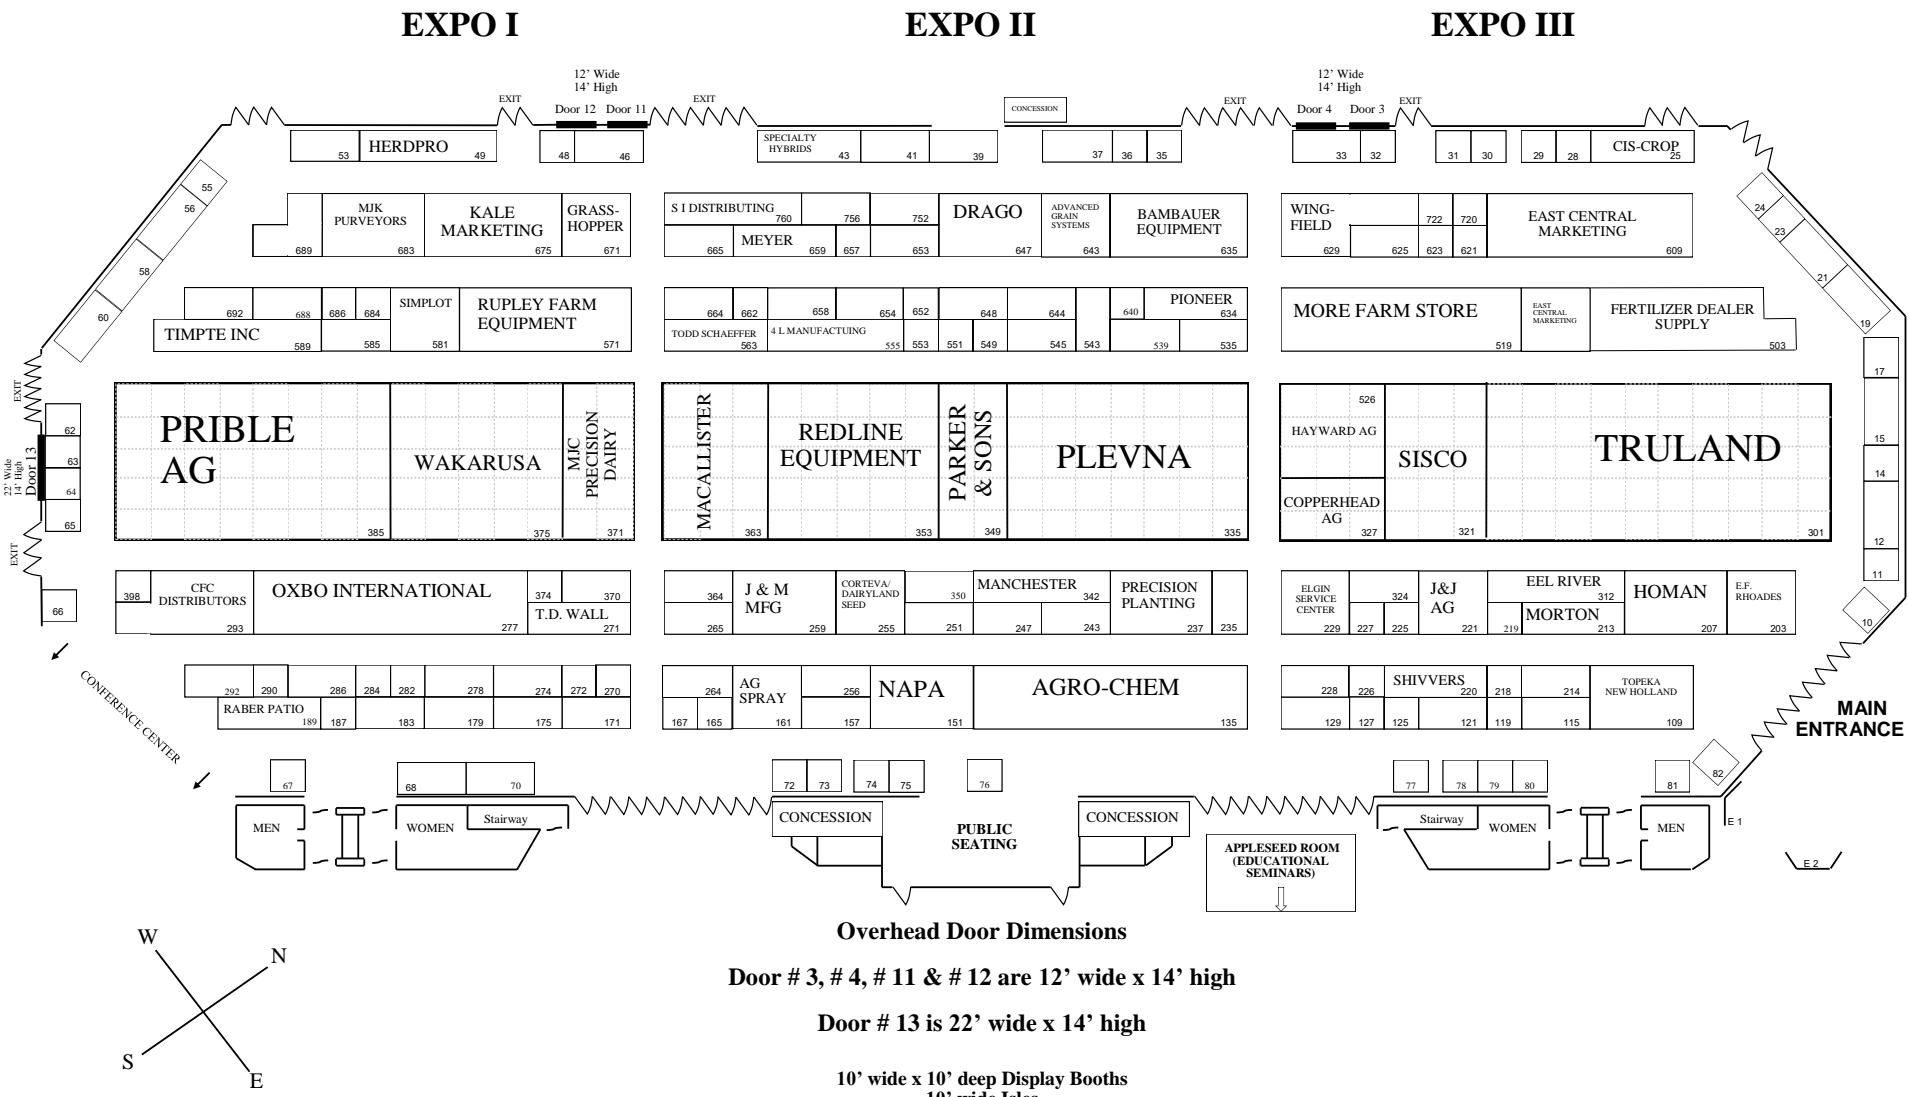 EXPO I
EXPO II
EXPO III
12’ Wide
14’ High
EXIT
Door 12
Door 11
EXIT
CONCESSION
EXIT
12’ Wide
14’ High
Door 4
Door 3
EXIT
53
HERDPRO
49
48
46
SPECIALTY
HYBRIDS
43
41
39
37
36
35
33
32
31
30
29
28
CIS-CROP
25
55
56
58
60
689
MJK
PURVEYORS
683
KALE
MARKETING
675
GRASS-
HOPPER
671
S I DISTRIBUTING
760
756
752
665
MEYER
659
657
653
DRAGO
647
ADVANCED
GRAIN
SYSTEMS
643
BAMBAUER
EQUIPMENT
635
WING-
FIELD
629
722
720
625
623
621
EAST CENTRAL
MARKETING
609
24
23
21
19
692
688
686
684
TIMPTE INC
589
585
SIMPLOT
581
RUPLEY FARM
EQUIPMENT
571
664
662
658
654
652
648
644
640
PIONEER
634
TODD SCHAEFFER
563
4 L MANUFACTUING
555
553
551
549
545
543
539
535
MORE FARM STORE
519
EAST
CENTRAL
MARKETING
FERTILIZER DEALER
SUPPLY
503
17
15
14
12
11
10
EXIT
62
63
64
65
22’ Wide
14’ High
Door 13
EXIT
66
PRIBLE
AG
385
WAKARUSA
375
MJC
PRECISION
DAIRY
371
MACALLISTER
363
REDLINE
EQUIPMENT
353
PARKER
& SONS
349
PLEVNA
335
526
HAYWARD AG
COPPERHEAD
AG
327
SISCO
321
TRULAND
301
398
CFC
DISTRIBUTORS
293
OXBO INTERNATIONAL
277
374
370
T.D. WALL
271
364
265
J & M
MFG
259
CORTEVA/
DAIRYLAND
SEED
255
350
251
MANCHESTER
342
247
243
PRECISION
PLANTING
237
235
ELGIN
SERVICE
CENTER
229
324
227
225
J&J
AG
221
EEL RIVER
312
219
MORTON
213
HOMAN
207
E.F.
RHOADES
203
CONFERENCE CENTER
292
290
286
284
282
278
274
272
270
RABER PATIO
189
187
183
179
175
171
264
167
165
AG
SPRAY
161
256
157
NAPA
151
AGRO-CHEM
135
228
226
SHIVVERS
220
218
214
129
127
125
121
119
115
TOPEKA
NEW HOLLAND
109
MAIN
ENTRANCE
67
68
70
72
73
74
75
76
77
78
79
80
81
82
MEN
WOMEN
Stairway
CONCESSION
PUBLIC
SEATING
CONCESSION
APPLESEED ROOM
(EDUCATIONAL
SEMINARS)
Stairway
WOMEN
MEN
E 1
E 2
Overhead Door Dimensions
Door # 3, # 4, # 11 & # 12 are 12’ wide x 14’ high
Door # 13 is 22’ wide x 14’ high
10’ wide x 10’ deep Display Booths
10’ wide Isles
W
N
S
E